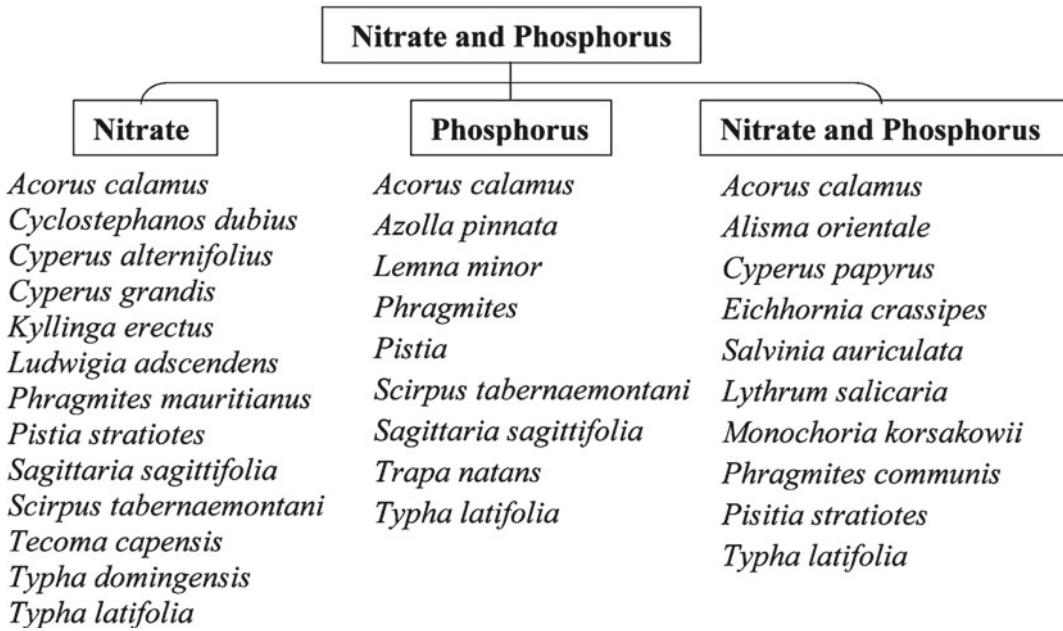 Nitrate and Phosphorus
Nitrate
Acorus calamus
Cyclostephanos dubius
Cyperus alternifolius
Cyperus grandis
Kyllinga erectus
Ludwigia adscendens
Phragmites mauritianus
Pistia stratiotes
Sagittaria sagittifolia
Scirpus tabernaemontani
Tecoma capensis
Typha domingensis
Typha latifolia
Phosphorus
Acorus calamus
Azolla pinnata
Lemna minor
Phragmites
Pistia
Scirpus tabernaemontani
Sagittaria sagittifolia
Trapa natans
Typha latifolia
Nitrate and Phosphorus
Acorus calamus
Alisma orientale
Cyperus papyrus
Eichhornia crassipes
Salvinia auriculata
Lythrum salicaria
Monochoria korsakowii
Phragmites communis
Pisitia stratiotes
Typha latifolia